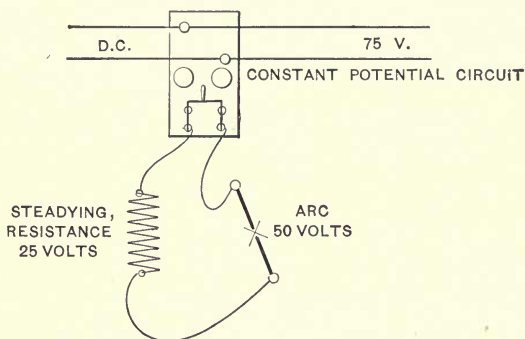 D.C. 75 V.
CONSTANT POTENTIAL CIRCUIT
STEADYING,
RESISTANCE
25 VOLTS
ARC
50 VOLTS